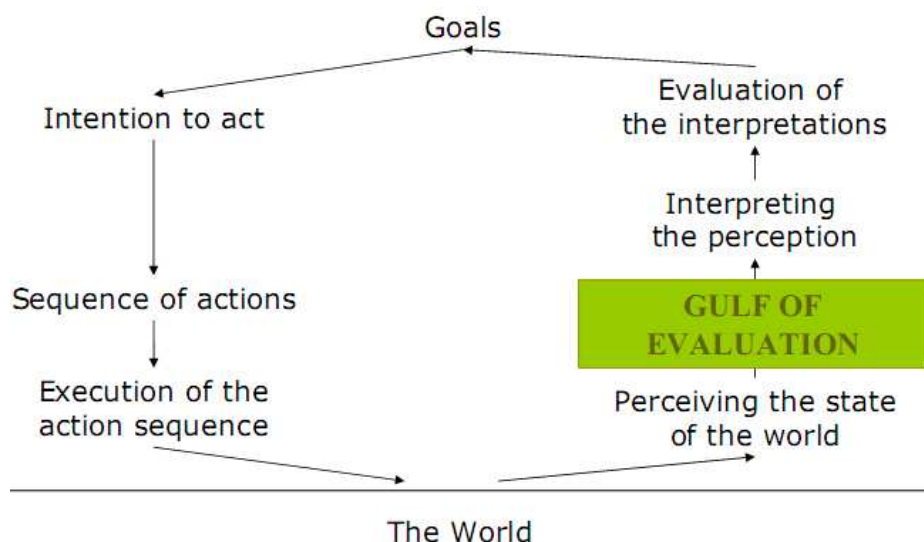 Goals
Intention to act
Sequence of actions
Execution of the
action sequence
Evaluation of
the interpretations
Interpreting
the perception
GULF OF
EVALUATION
Perceiving the state
of the world
The World